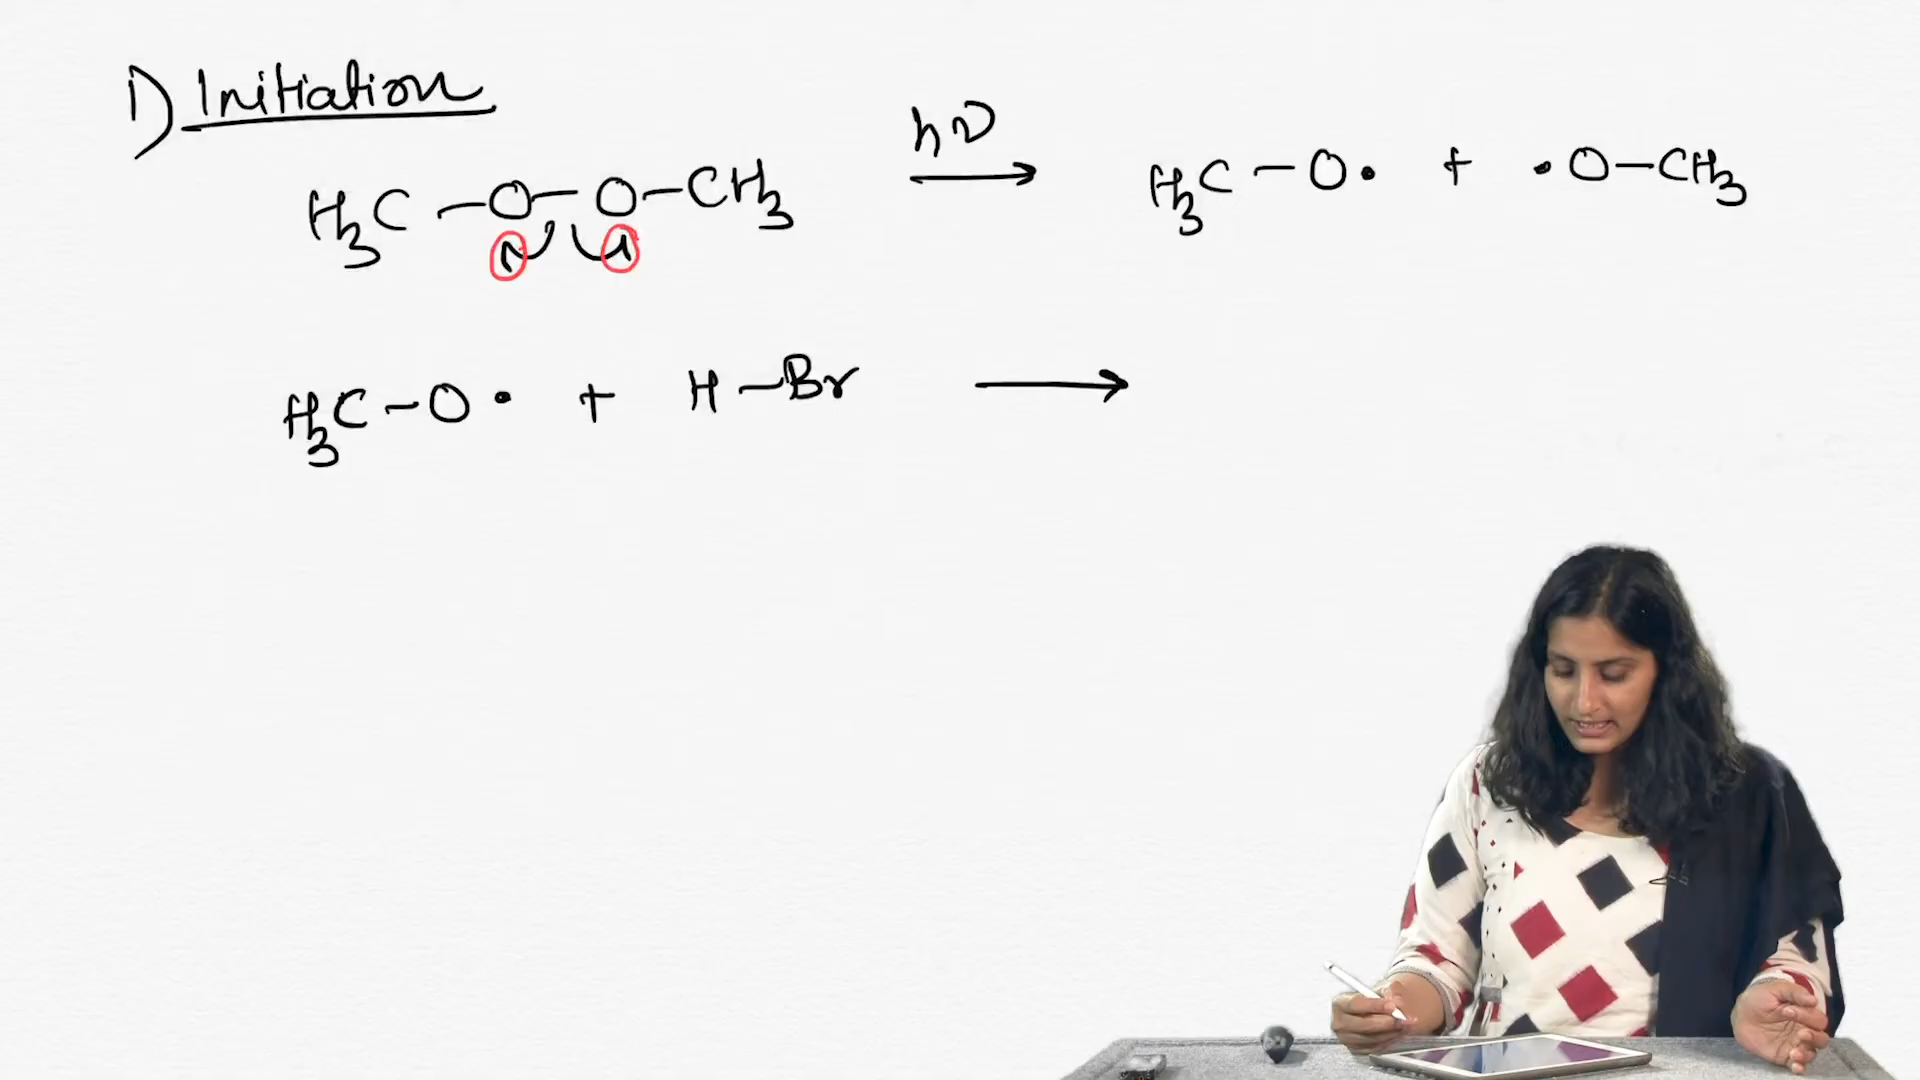 1) Initiation
H₃C-O-O-CH₃ hν → H₃C-O• + •O-CH₃
H₃C-O• + H-Br →